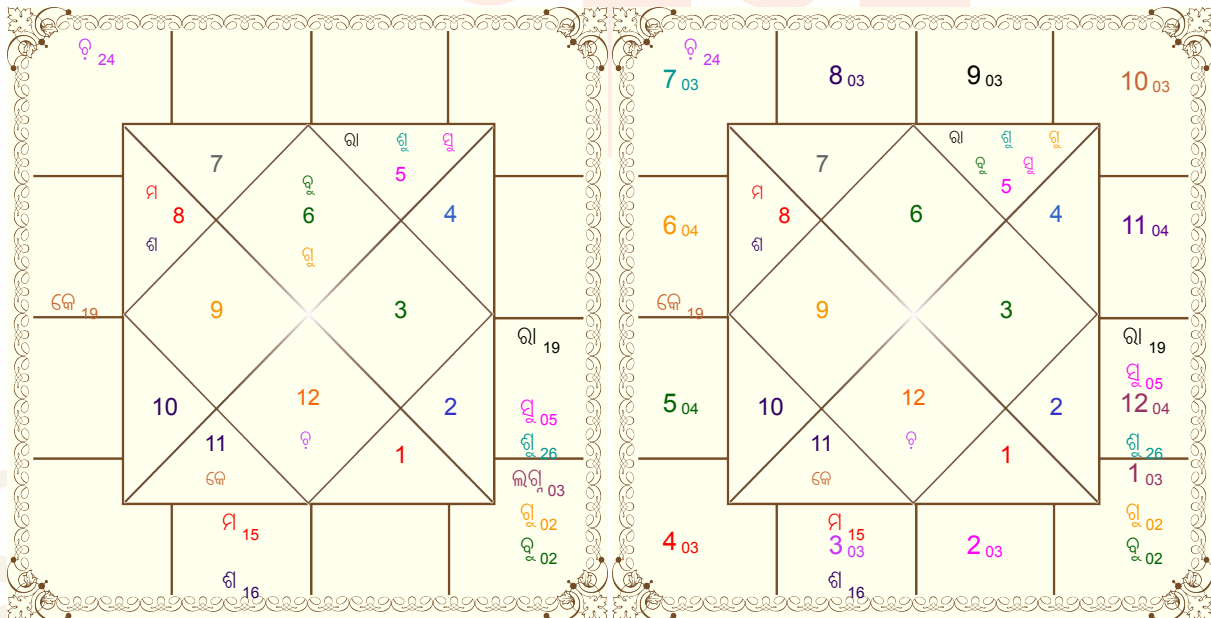 ଚ଼ 24
ରା ଶୁ ସୁ
7
5
ମ
ବୁ
8
6
4
ଶ
ଗୁ
କେ 19
9
3
ରା 19
10
12
2
ସୁ 05
11
ଚ଼
1
ଶୁ 26
କେ
ଲଗ୍ନ 03
ମ 15
ଗୁ 02
ବୁ 02
ଶ 16
ଚ଼ 24
7 03
8 03
9 03
10 03
ରା ଶୁ ଗୁ
7
ବୁ ସୁ
5
ମ
8
6
4
6 04
11 04
ଶ
କେ 19
9
3
ରା 19
ସୁ 05
5 04
10
12
2
12 04
11
ଚ଼
1
ଶୁ 26
କେ
1 03
ମ 15
ଗୁ 02
4 03
3 03
2 03
ବୁ 02
ଶ 16